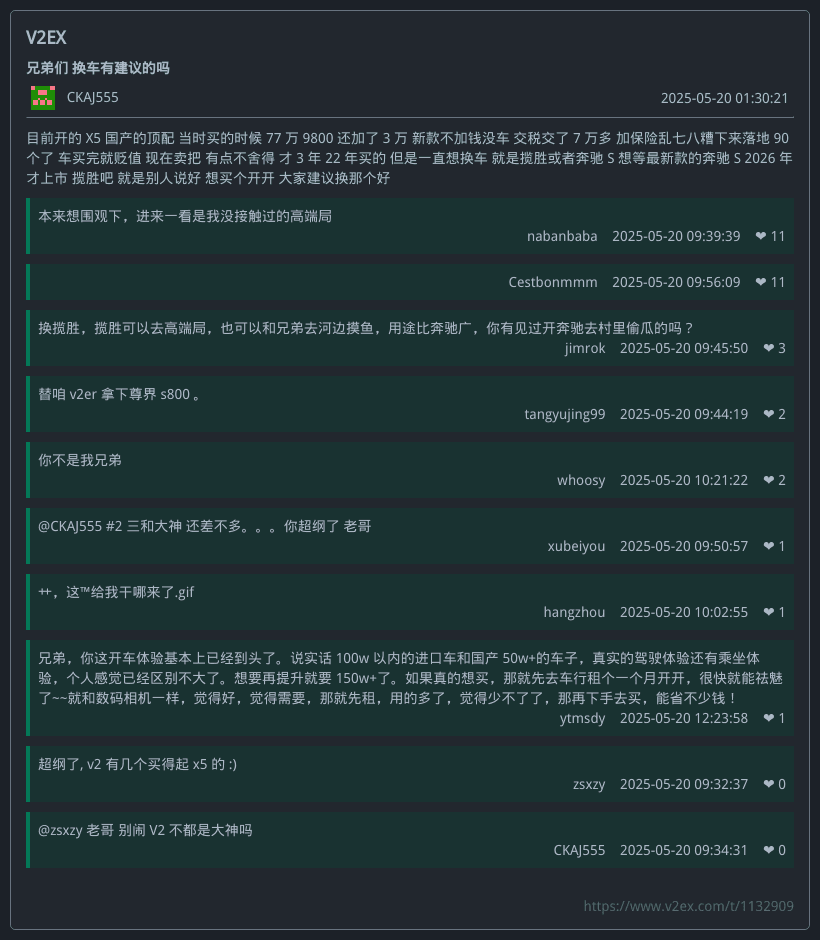 V2EX
兄弟们 换车有建议的吗
CKAJ555 2025-05-20 01:30:21
目前开的 X5 国产的顶配 当时买的时候 77 万 9800 还加了 3 万 新款不加钱没车 交税交了 7 万多 加保险乱七八糟下来落地 90
个了 车买完就贬值 现在卖把 有点不舍得 才 3 年 22 年买的 但是一直想换车 就是揽胜或者奔驰 S 想等最新款的奔驰 S 2026 年
才上市 揽胜吧 就是别人说好 想买个开开 大家建议换那个好
本来想围观下，进来一看是我没接触过的高端局
nabanbaba 2025-05-20 09:39:39 ❤ 11
Cestbonmmm 2025-05-20 09:56:09 ❤ 11
换揽胜，揽胜可以去高端局，也可以和兄弟去河边摸鱼，用途比奔驰广，你有见过开奔驰去村里偷瓜的吗？
jimrok 2025-05-20 09:45:50 ❤ 3
替咱 v2er 拿下尊界 s800 。
tangyujing99 2025-05-20 09:44:19 ❤ 2
你不是我兄弟
whoosy 2025-05-20 10:21:22 ❤ 2
@CKAJ555 #2 三和大神 还差不多。。。你超纲了 老哥
xubeiyou 2025-05-20 09:50:57 ❤ 1
艹，这™给我干哪来了.gif
hangzhou 2025-05-20 10:02:55 ❤ 1
兄弟，你这开车体验基本上已经到头了。说实话 100w 以内的进口车和国产 50w+的车子，真实的驾驶体验还有乘坐体
验，个人感觉已经区别不大了。想要再提升就要 150w+了。如果真的想买，那就先去车行租个一个月开开，很快就能祛魅
了~~就和数码相机一样，觉得好，觉得需要，那就先租，用的多了，觉得少不了了，那再下手去买，能省不少钱！
ytmsdy 2025-05-20 12:23:58 ❤ 1
超纲了, v2 有几个买得起 x5 的 :)
zsxzy 2025-05-20 09:32:37 ❤ 0
@zsxzy 老哥 别闹 V2 不都是大神吗
CKAJ555 2025-05-20 09:34:31 ❤ 0
https://www.v2ex.com/t/1132909